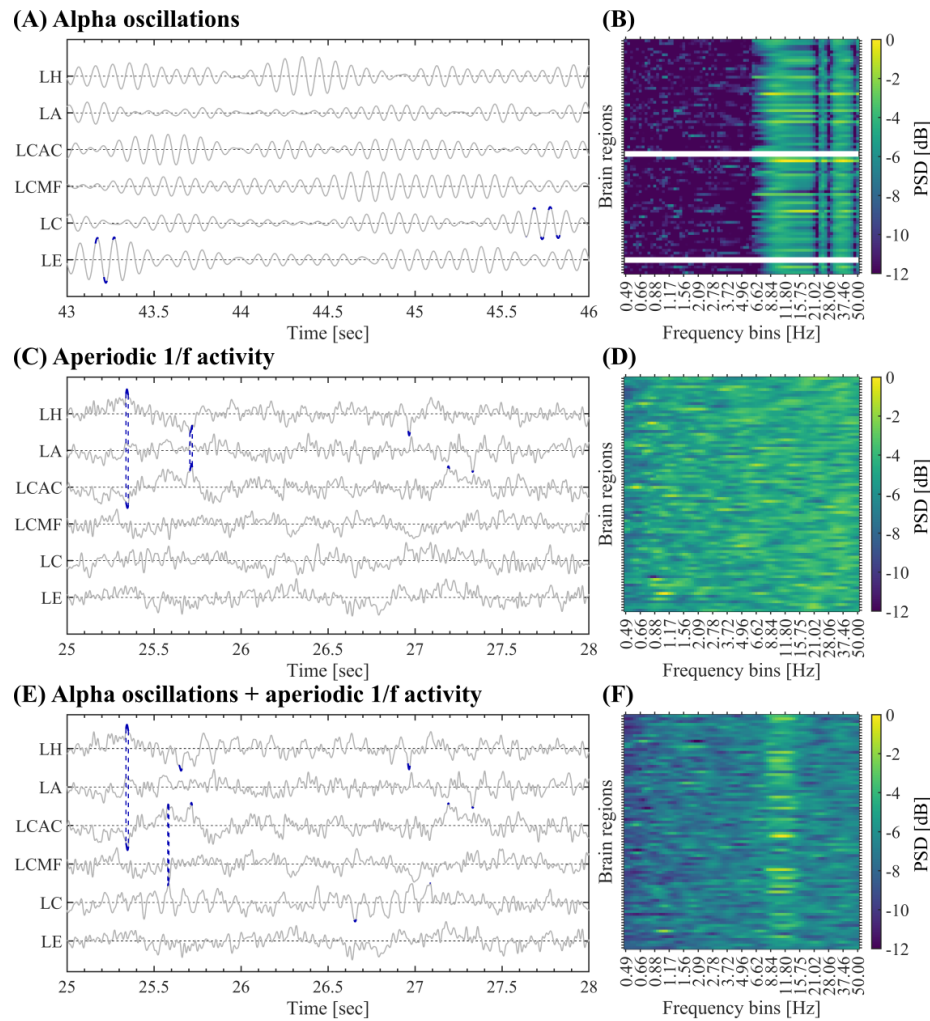 (A) Alpha oscillations
LH
LA
LCAC
LCMF
LC
LE
43 43.5 44 44.5 45 45.5 46
Time [sec]
(B)
Brain regions
0.49 0.66 0.88 1.17 1.56 2.09 2.78 3.72 4.96 6.62 8.84 11.80 15.75 21.02 28.06 37.46 50.00
Frequency bins [Hz]
0
-2
-4
-6
-8
-10
-12
PSD [dB]
(C) Aperiodic 1/f activity
LH
LA
LCAC
LCMF
LC
LE
25 25.5 26 26.5 27 27.5 28
Time [sec]
(D)
Brain regions
0.49 0.66 0.88 1.17 1.56 2.09 2.78 3.72 4.96 6.62 8.84 11.80 15.75 21.02 28.06 37.46 50.00
Frequency bins [Hz]
0
-2
-4
-6
-8
-10
-12
PSD [dB]
(E) Alpha oscillations + aperiodic 1/f activity
LH
LA
LCAC
LCMF
LC
LE
25 25.5 26 26.5 27 27.5 28
Time [sec]
(F)
Brain regions
0.49 0.66 0.88 1.17 1.56 2.09 2.78 3.72 4.96 6.62 8.84 11.80 15.75 21.02 28.06 37.46 50.00
Frequency bins [Hz]
0
-2
-4
-6
-8
-10
-12
PSD [dB]